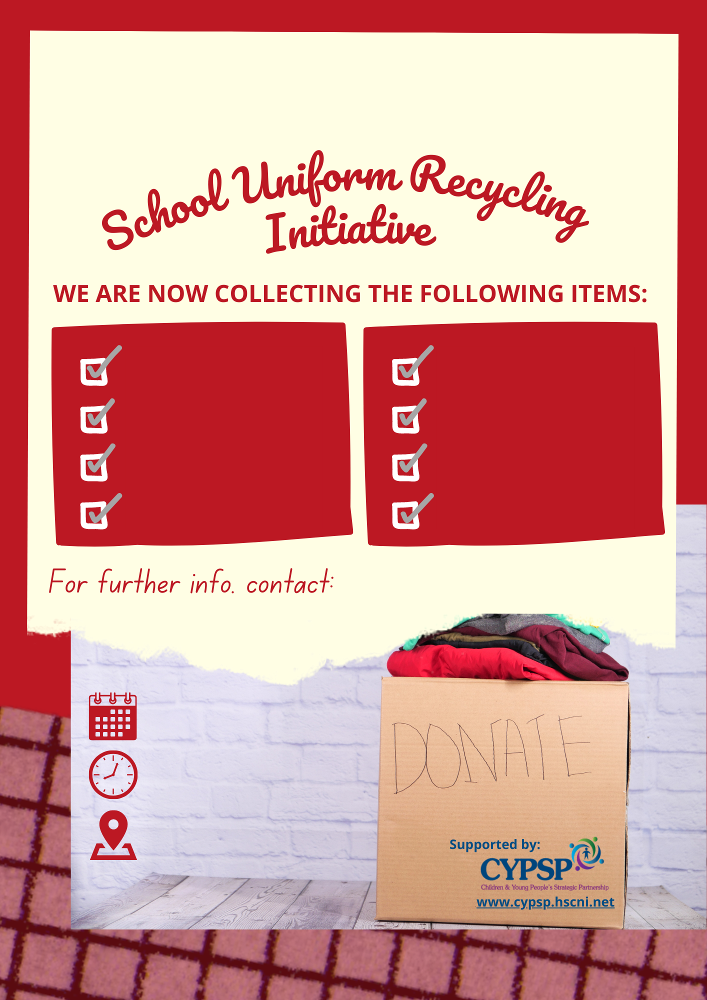 School Uniform Recycling
Initiative
WE ARE NOW COLLECTING THE FOLLOWING ITEMS:
For further info. contact:
DONATE
Supported by:
CYPSP
Children & Young People's Strategic Partnership
www.cypsp.hscni.net